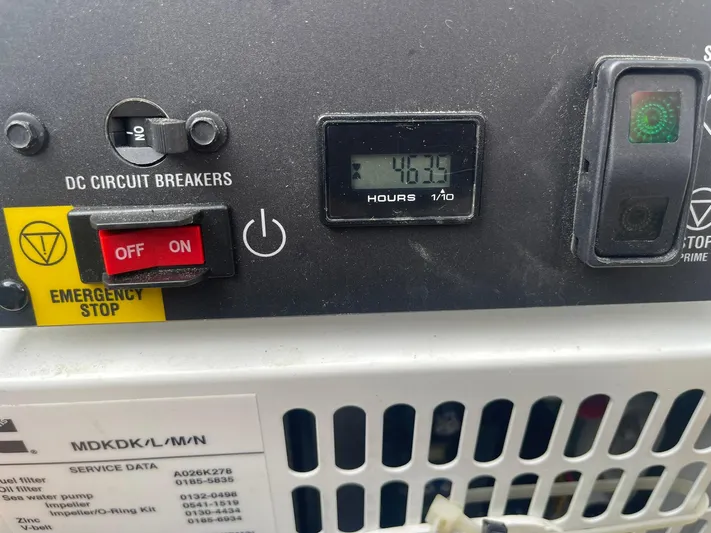 S
NO
463.5
HOURS 1/10
DC CIRCUIT BREAKERS
OFF ON
EMERGENCY
STOP
STOP
PRIME
MDKDK/L/M/N
SERVICE DATA
uel filter A026K278
Oil filter 0185-5835
Sea water pump 0132-0498
Impeller 0541-1519
Impeller/O-Ring Kit 0130-4434
Zinc 0185-6934
V-belt